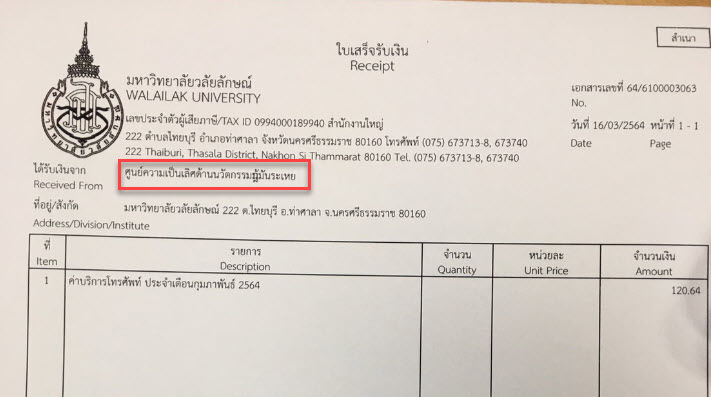 สำเนา
ใบเสร็จรับเงิน
Receipt
มหาวิทยาลัยวลัยลักษณ์
WALAILAK UNIVERSITY
เอกสารเลขที่ 64/6100003063
No.
เลขประจำตัวผู้เสียภาษี/TAX ID 0994000189940 สำนักงานใหญ่
วันที่ 16/03/2564 หน้าที่ 1 - 1
Date Page
222 ตำบลไทยบุรี อำเภอท่าศาลา จังหวัดนครศรีธรรมราช 80160 โทรศัพท์ (075) 673713-8, 673740
222 Thaiburi, Thasala District, Nakhon Si Thammarat 80160 Tel. (075) 673713-8, 673740
ได้รับเงินจาก ศูนย์ความเป็นเลิศด้านนวัตกรรม
Received From
ที่อยู่/สังกัด มหาวิทยาลัยวลัยลักษณ์ 222 ต.ไทยบุรี อ.ท่าศาลา จ.นครศรีธรรมราช 80160
Address/Division/Institute
ที่ รายการ จำนวน หน่วยละ จำนวนเงิน
Item Description Quantity Unit Price Amount
1 ค่าบริการโทรศัพท์ ประจำเดือนกุมภาพันธ์ 2564 120.64